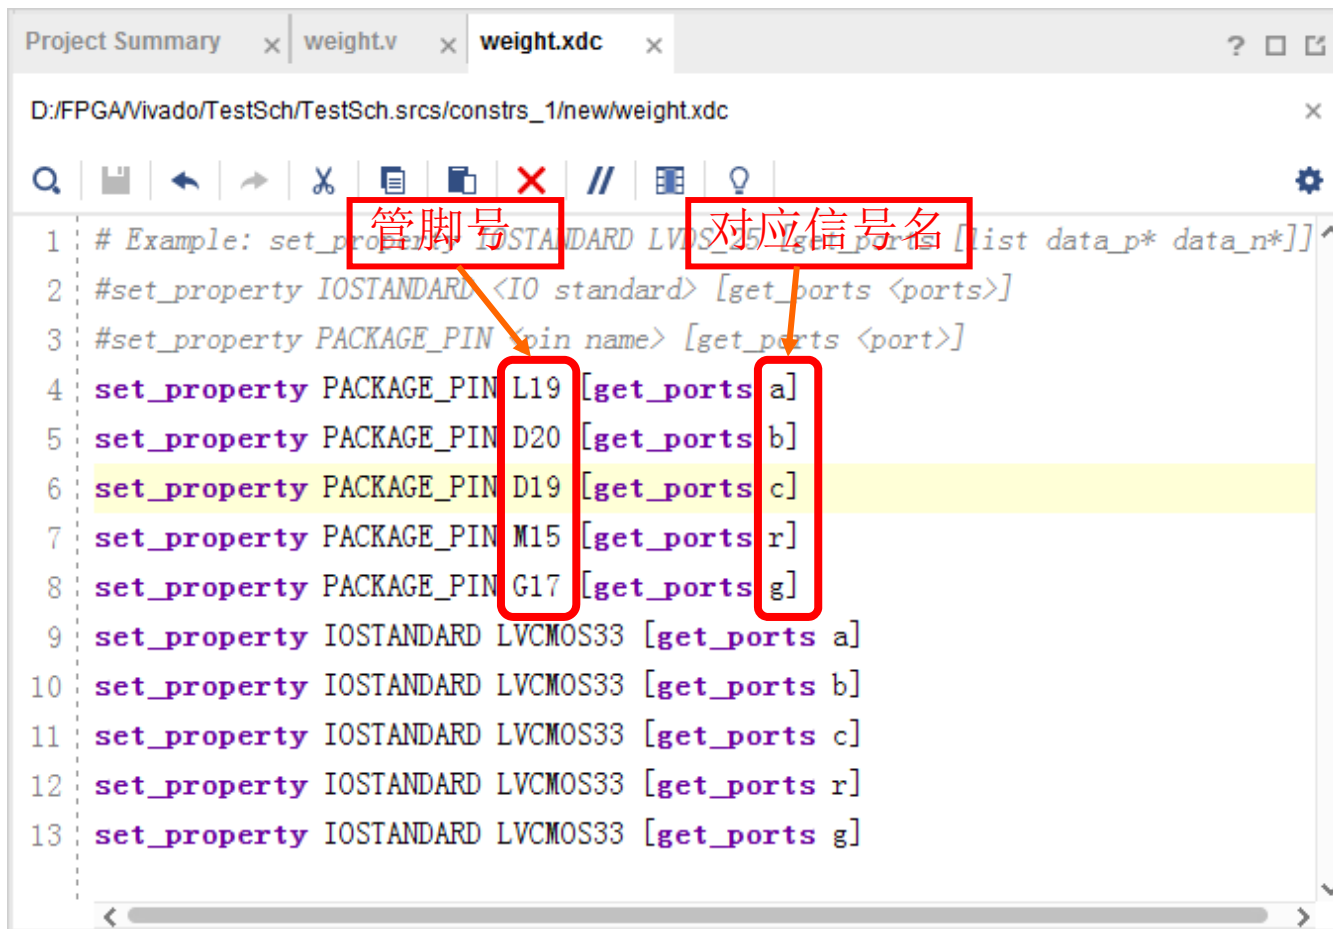 Project Summary weight.v weight.xdc
D:/FPGA/Vivado/TestSch/TestSch.srcs/constrs_1/new/weight.xdc
管脚号 对应信号名
1 # Example: set_property IOSTANDARD LVDS_25 [get_ports [list data_p* data_n*]]
2 #set_property IOSTANDARD <IO standard> [get_ports <ports>]
3 #set_property PACKAGE_PIN <pin name> [get_ports <port>]
4 set_property PACKAGE_PIN L19 [get_ports a]
5 set_property PACKAGE_PIN D20 [get_ports b]
6 set_property PACKAGE_PIN D19 [get_ports c]
7 set_property PACKAGE_PIN M15 [get_ports r]
8 set_property PACKAGE_PIN G17 [get_ports g]
9 set_property IOSTANDARD LVCMOS33 [get_ports a]
10 set_property IOSTANDARD LVCMOS33 [get_ports b]
11 set_property IOSTANDARD LVCMOS33 [get_ports c]
12 set_property IOSTANDARD LVCMOS33 [get_ports r]
13 set_property IOSTANDARD LVCMOS33 [get_ports g]